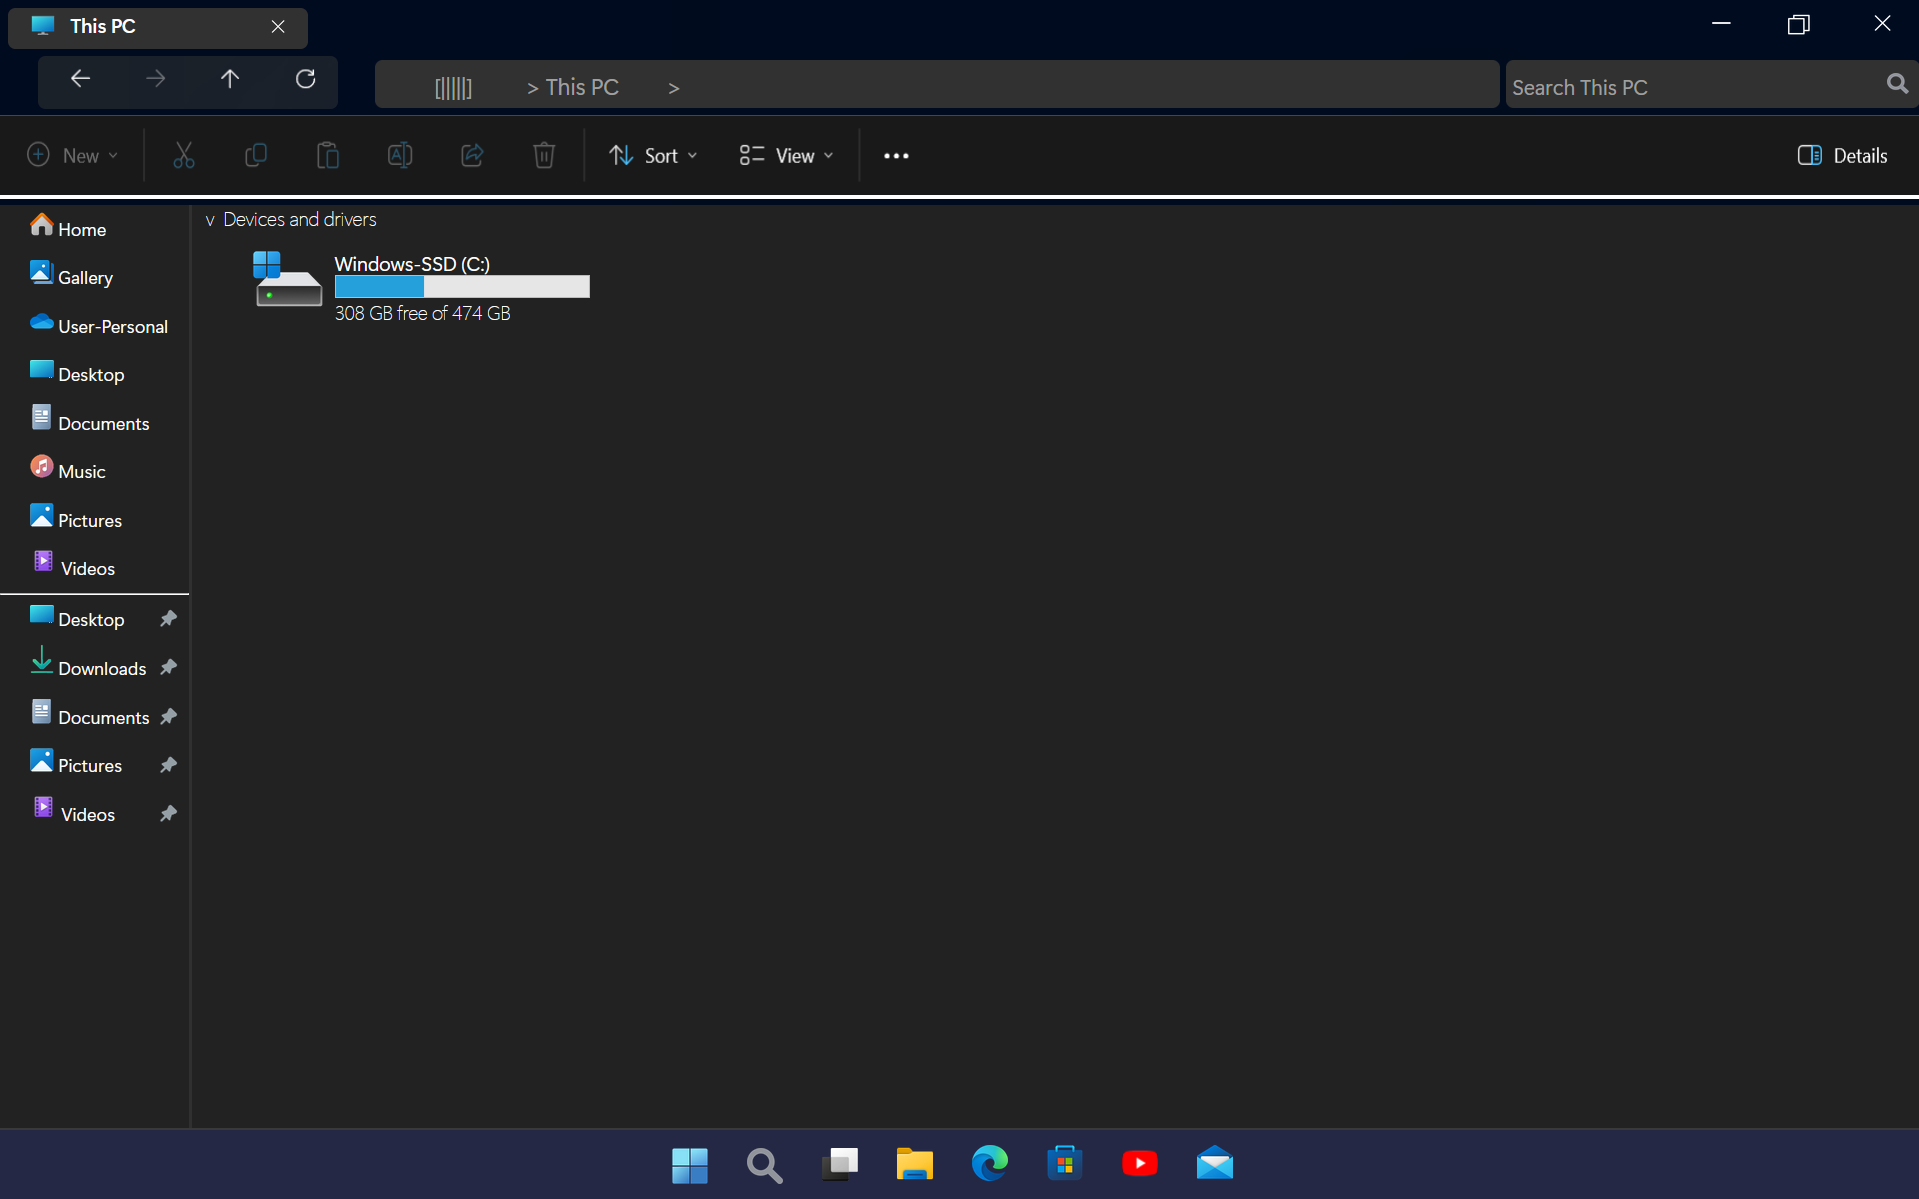 This PC
[|||||] > This PC >
Search This PC
New
Sort
View
Details
Home
Gallery
User-Personal
Desktop
Documents
Music
Pictures
Videos
Desktop
Downloads
Documents
Pictures
Videos
v Devices and drivers
Windows-SSD (C:)
308 GB free of 474 GB